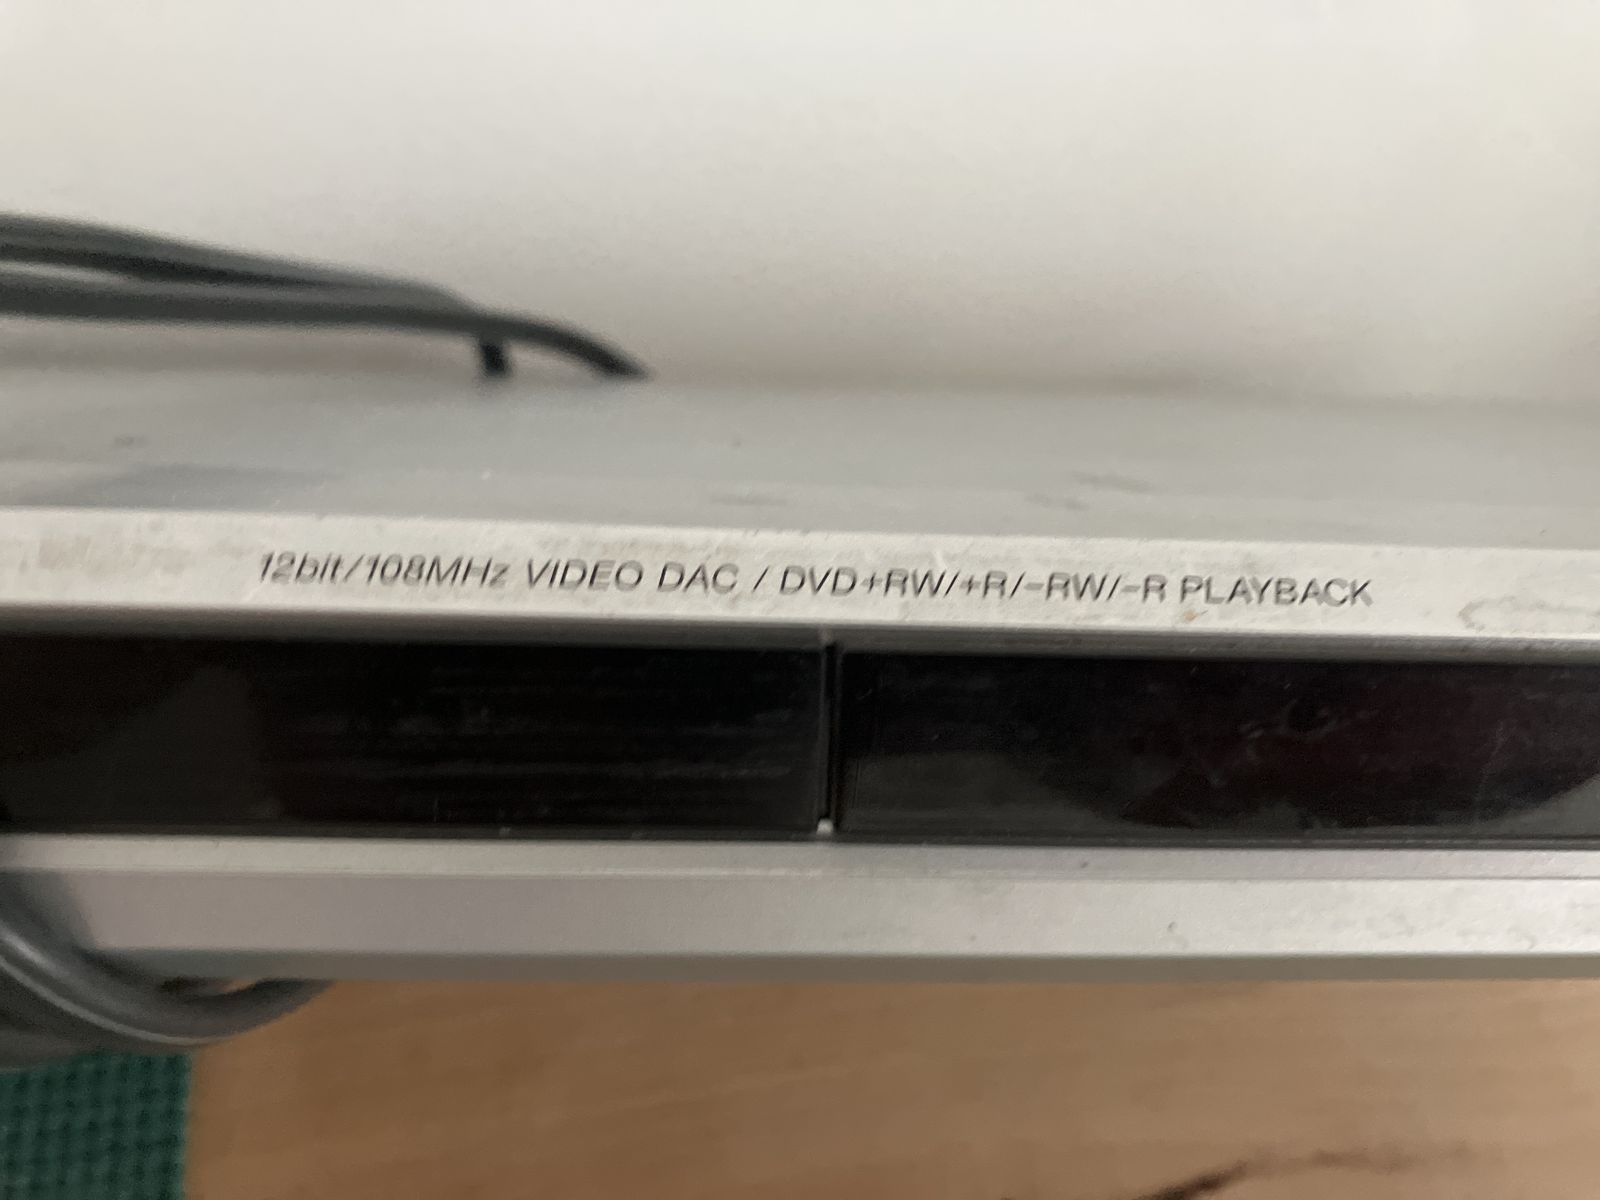 12bit/108MHz VIDEO DAC / DVD+RW/+R/-RW/-R PLAYBACK